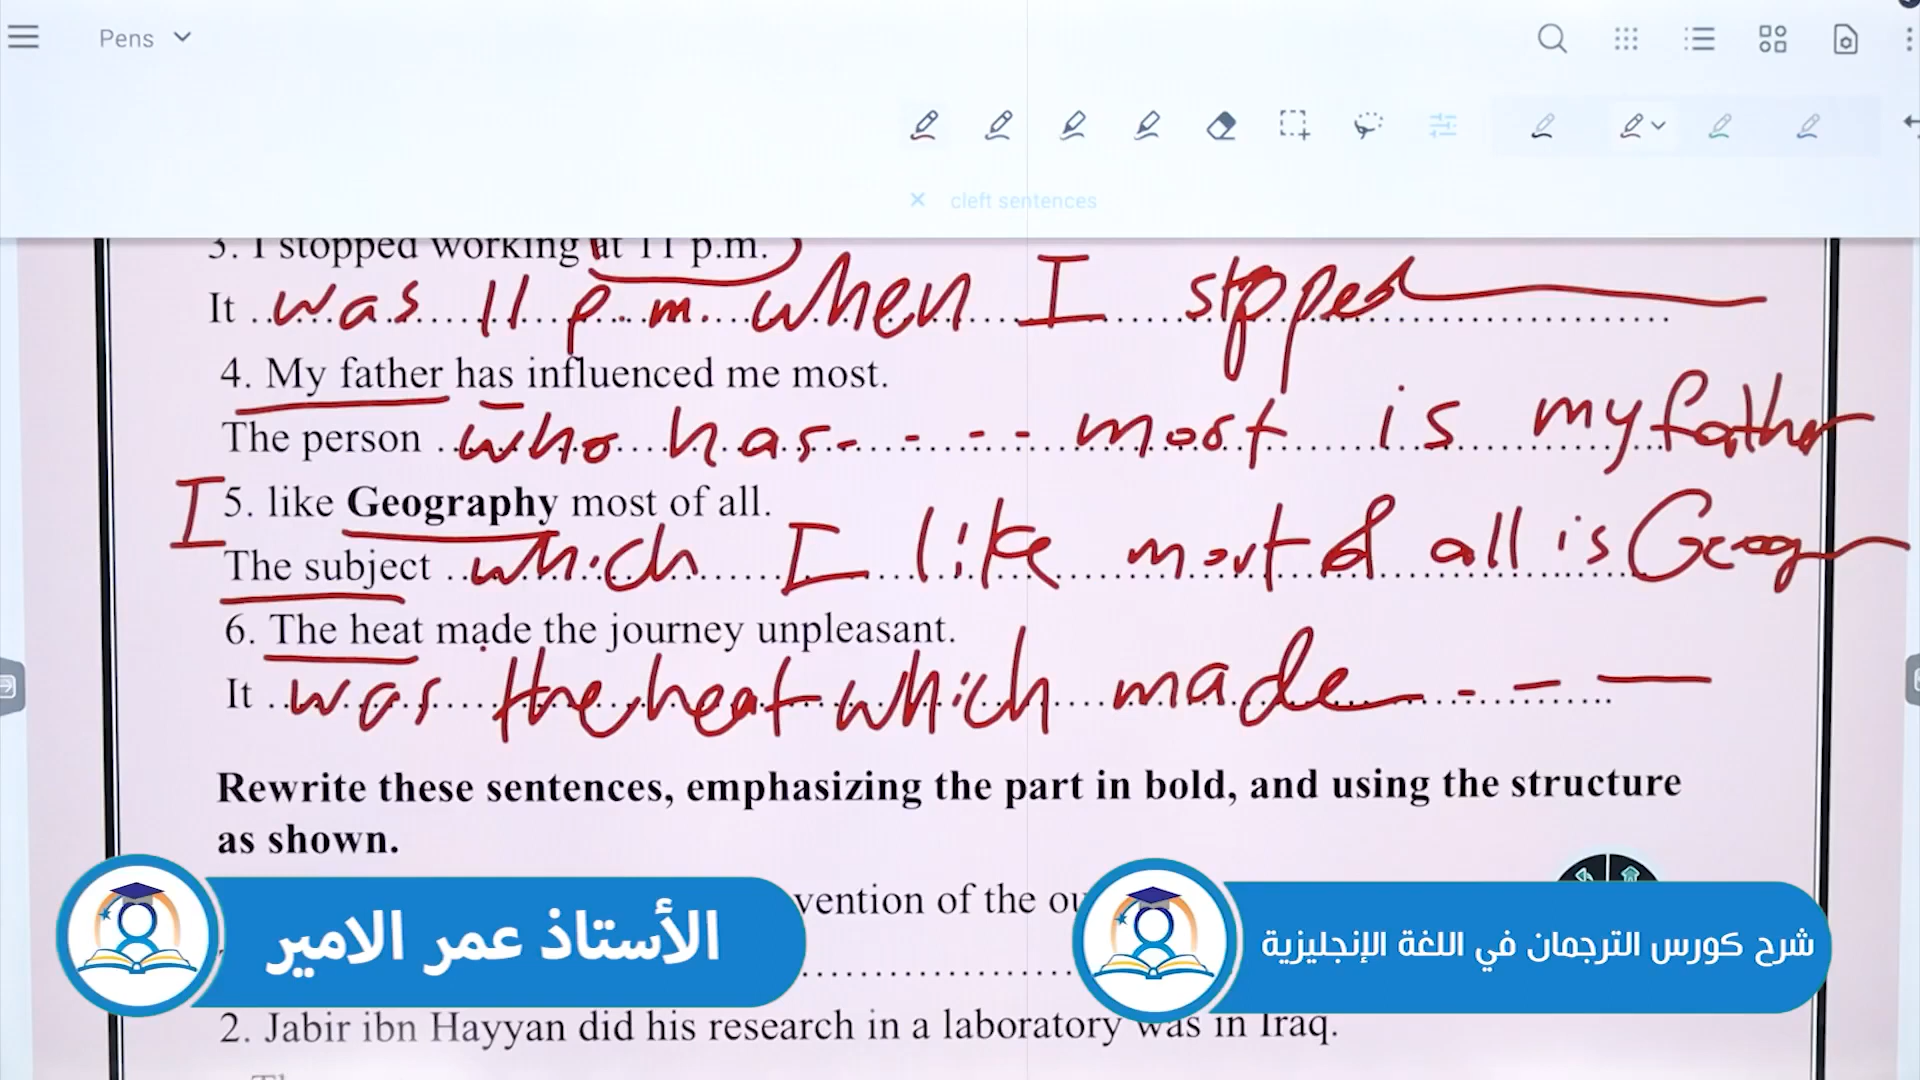 Pens
cleft sentences
3. I stopped working at 11 p.m.
It was 11 p.m. when I stopped
4. My father has influenced me most.
The person who has - - - - most is my father
I
5. like Geography most of all.
The subject which I like most of all is Geog
6. The heat made the journey unpleasant.
It was the heat which made - - -
Rewrite these sentences, emphasizing the part in bold, and using the structure
as shown.
vention of the ou
الأستاذ عمر الامير
شرح كورس الترجمان في اللغة الإنجليزية
2. Jabir ibn Hayyan did his research in a laboratory was in Iraq.